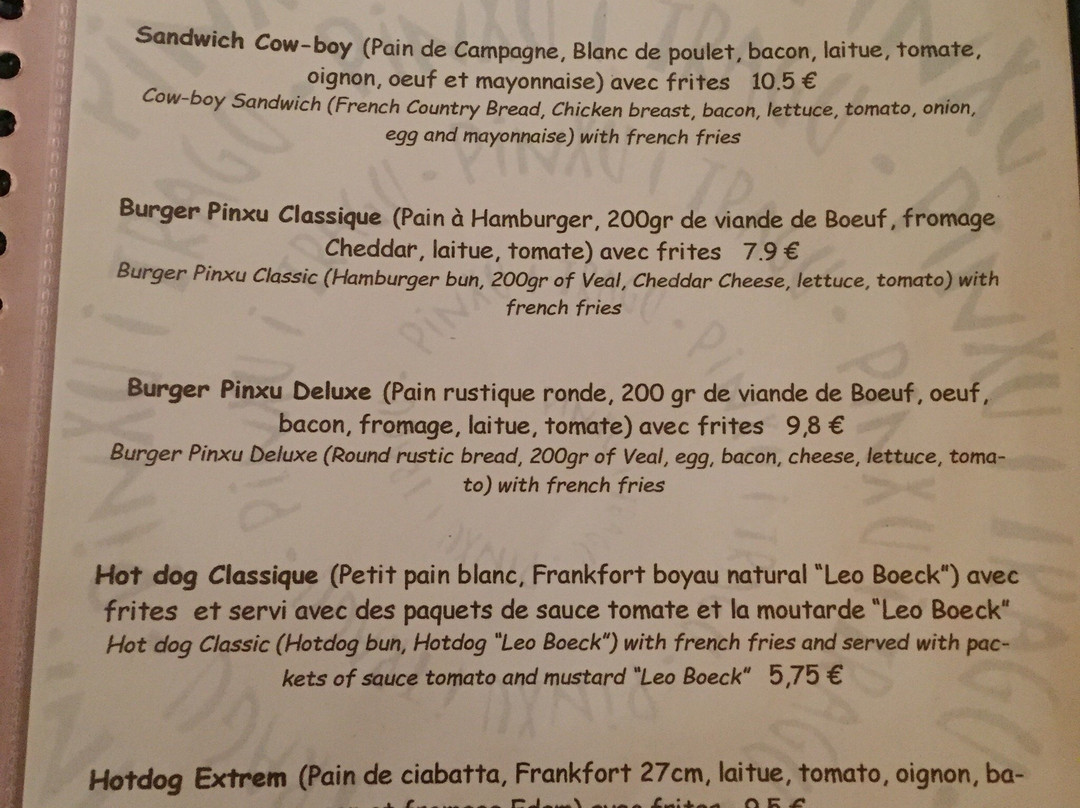 Sandwich Cow-boy (Pain de Campagne, Blanc de poulet, bacon, laitue, tomate,
oignon, oeuf et mayonnaise) avec frites 10.5 €
Cow-boy Sandwich (French Country Bread, Chicken breast, bacon, lettuce, tomato, onion,
egg and mayonnaise) with french fries
Burger Pinxu Classique (Pain à Hamburger, 200gr de viande de Boeuf, fromage
Cheddar, laitue, tomate) avec frites 7.9 €
Burger Pinxu Classic (Hamburger bun, 200gr of Veal, Cheddar Cheese, lettuce, tomato) with
french fries
Burger Pinxu Deluxe (Pain rustique ronde, 200 gr de viande de Boeuf, oeuf,
bacon, fromage, laitue, tomate) avec frites 9,8 €
Burger Pinxu Deluxe (Round rustic bread, 200gr of Veal, egg, bacon, cheese, lettuce, toma-
to) with french fries
Hot dog Classique (Petit pain blanc, Frankfort boyau natural "Leo Boeck") avec
frites et servi avec des paquets de sauce tomate et la moutarde "Leo Boeck"
Hot dog Classic (Hotdog bun, Hotdog "Leo Boeck") with french fries and served with pac-
kets of sauce tomato and mustard "Leo Boeck" 5,75 €
Hotdog Extrem (Pain de ciabatta, Frankfort 27cm, laitue, tomato, oignon, ba-
fromage Edam) avec frites